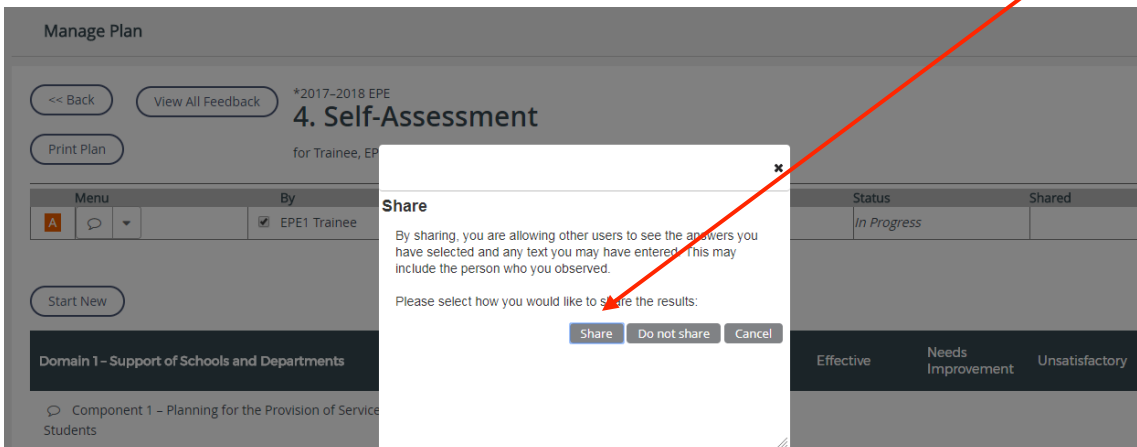 Manage Plan
<< Back
View All Feedback
*2017–2018 EPE
4. Self-Assessment
Print Plan
for Trainee, EP
×
Menu
By
Status
Shared
A
EPE1 Trainee
In Progress
Share
By sharing, you are allowing other users to see the answers you
have selected and any text you may have entered. This may
include the person who you observed.
Please select how you would like to share the results:
Start New
Share
Do not share
Cancel
Domain 1 – Support of Schools and Departments
Effective
Needs
Improvement
Unsatisfactory
Component 1 – Planning for the Provision of Service
Students